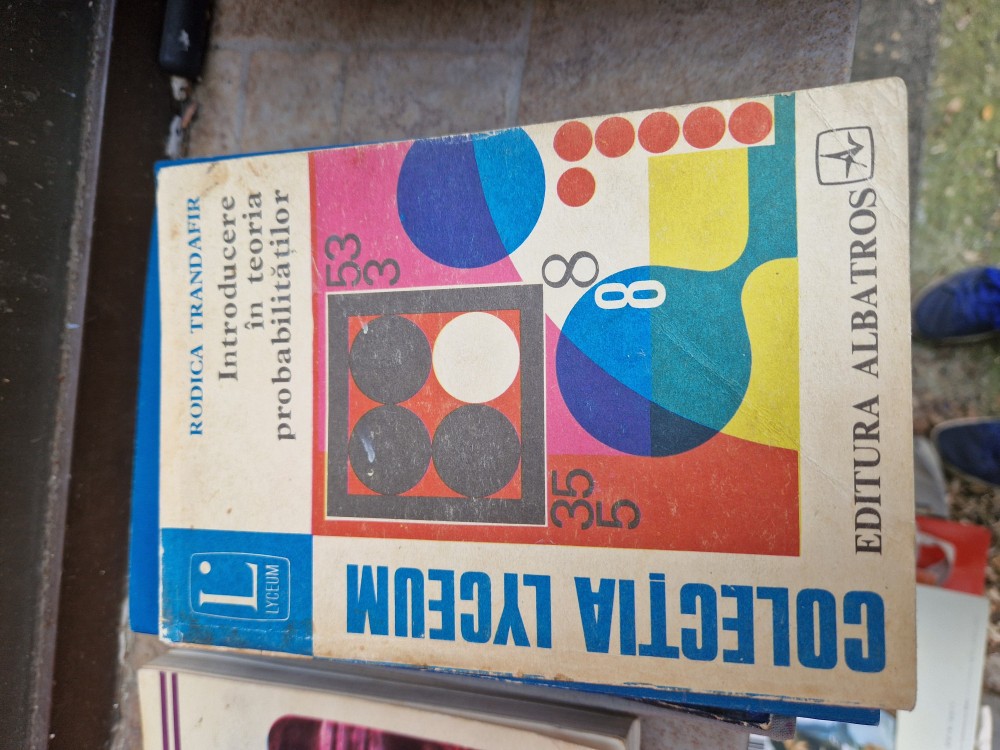 RODICA TRANDAFIR
Introducere
în teoria
probabilităților
L
LYCEUM
53
3
8
8
35
5
COLECȚIA LYCEUM
EDITURA ALBATROS